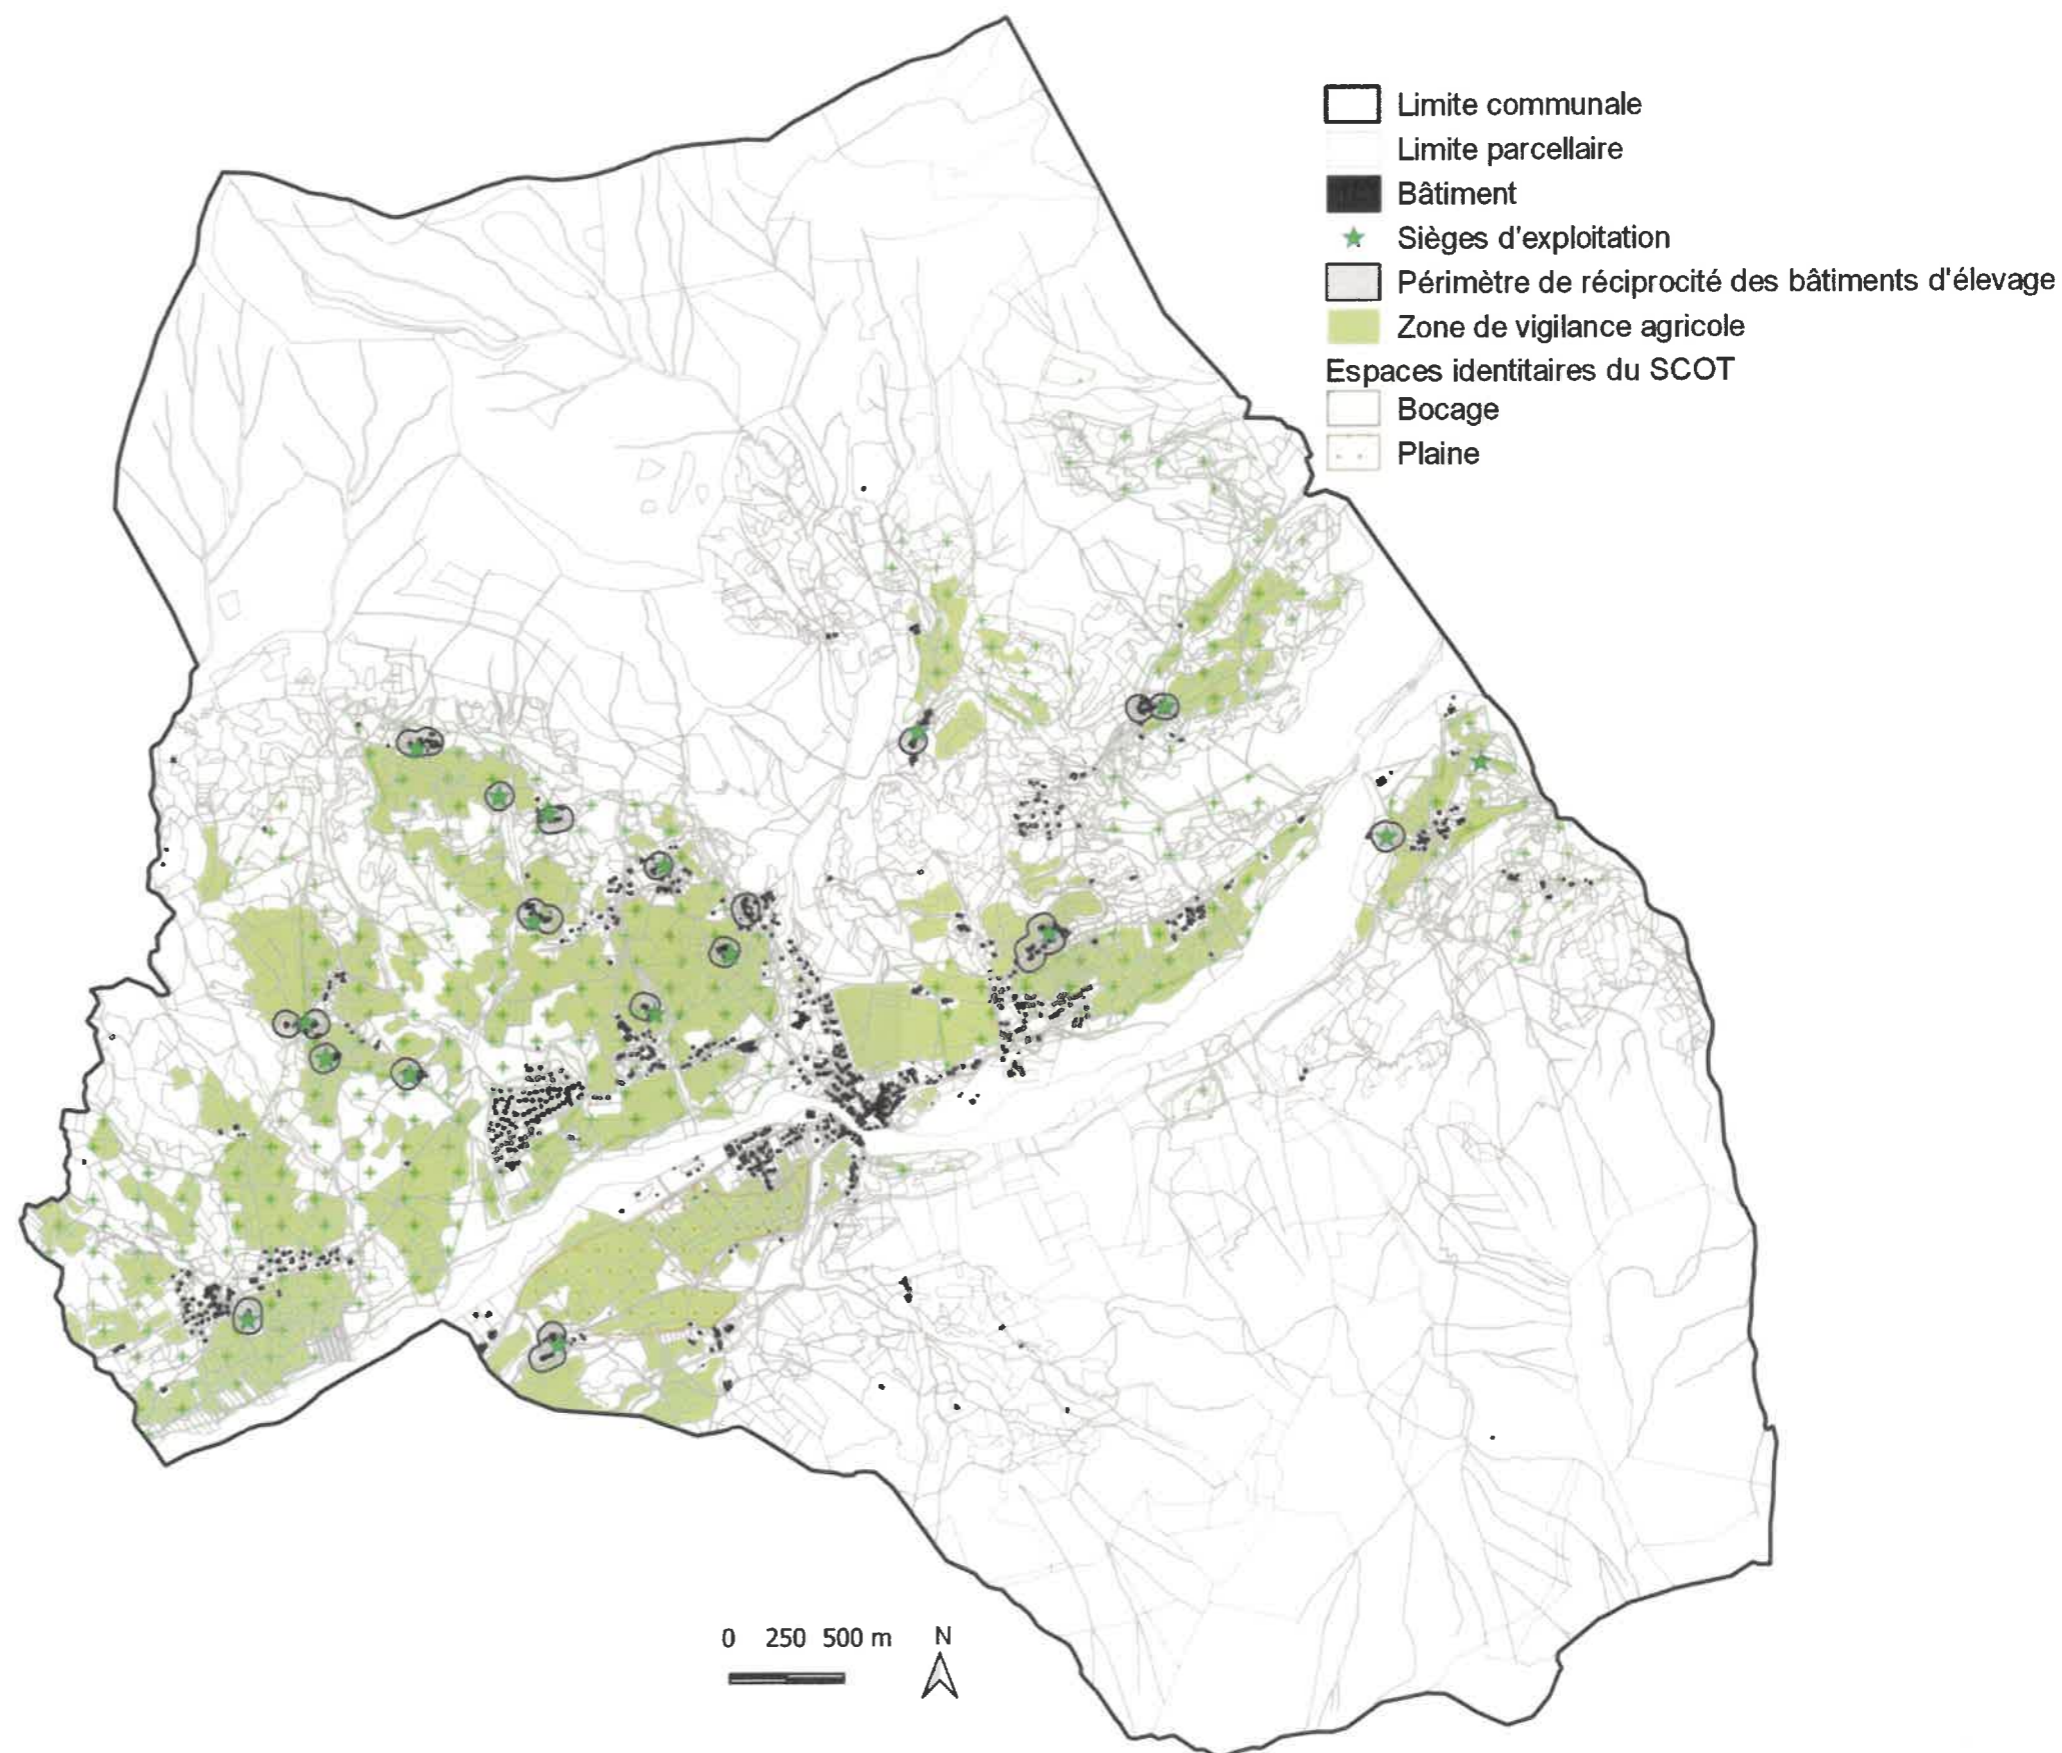 Limite communale
Limite parcellaire
Bâtiment
Sièges d'exploitation
Périmètre de réciprocité des bâtiments d'élevage
Zone de vigilance agricole
Espaces identitaires du SCOT
Bocage
Plaine
0 250 500 m N